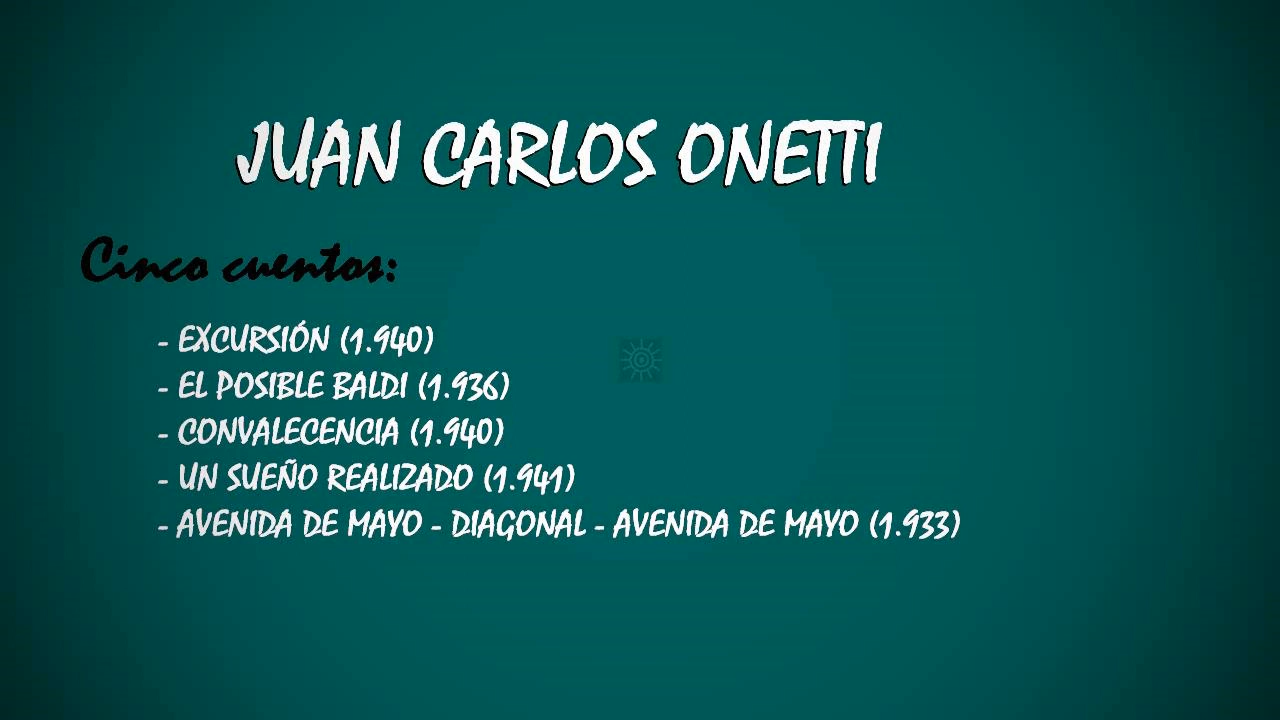 JUAN CARLOS ONETTI
Cinco cuentos:
- EXCURSIÓN (1.940)
- EL POSIBLE BALDI (1.936)
- CONVALECENCIA (1.940)
- UN SUEÑO REALIZADO (1.941)
- AVENIDA DE MAYO - DIAGONAL - AVENIDA DE MAYO (1.933)